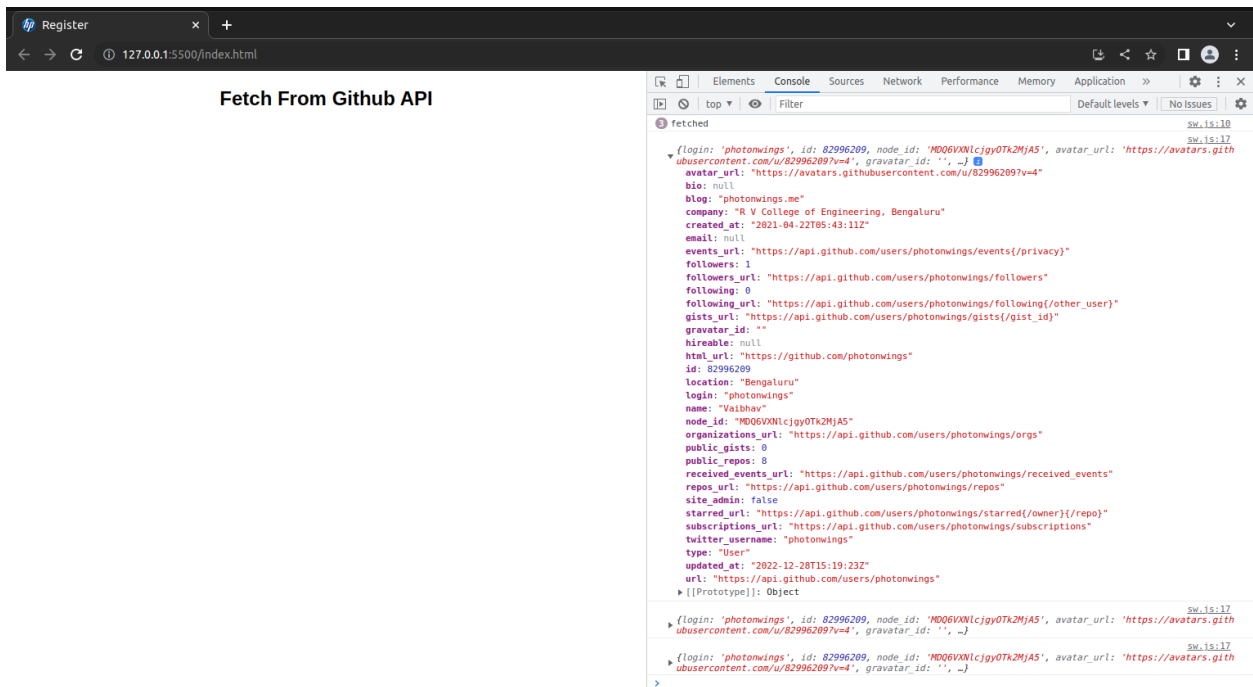 hp Register × +
127.0.0.1:5500/index.html
Fetch From Github API
Elements Console Sources Network Performance Memory Application »
top ▼ Filter Default levels ▼ No Issues
3 fetched sw.js:10
sw.js:17
{login: 'photonwings', id: 82996209, node_id: 'MDQ6VXNlcjgyOTk2MjA5', avatar_url: 'https://avatars.gith
ubusercontent.com/u/82996209?v=4', gravatar_id: '', …} i
avatar_url: "https://avatars.githubusercontent.com/u/82996209?v=4"
bio: null
blog: "photonwings.me"
company: "R V College of Engineering, Bengaluru"
created_at: "2021-04-22T05:43:11Z"
email: null
events_url: "https://api.github.com/users/photonwings/events{/privacy}"
followers: 1
followers_url: "https://api.github.com/users/photonwings/followers"
following: 0
following_url: "https://api.github.com/users/photonwings/following{/other_user}"
gists_url: "https://api.github.com/users/photonwings/gists{/gist_id}"
gravatar_id: ""
hireable: null
html_url: "https://github.com/photonwings"
id: 82996209
location: "Bengaluru"
login: "photonwings"
name: "Vaibhav"
node_id: "MDQ6VXNlcjgyOTk2MjA5"
organizations_url: "https://api.github.com/users/photonwings/orgs"
public_gists: 0
public_repos: 8
received_events_url: "https://api.github.com/users/photonwings/received_events"
repos_url: "https://api.github.com/users/photonwings/repos"
site_admin: false
starred_url: "https://api.github.com/users/photonwings/starred{/owner}{/repo}"
subscriptions_url: "https://api.github.com/users/photonwings/subscriptions"
twitter_username: "photonwings"
type: "User"
updated_at: "2022-12-28T15:19:23Z"
url: "https://api.github.com/users/photonwings"
[[Prototype]]: Object
sw.js:17
{login: 'photonwings', id: 82996209, node_id: 'MDQ6VXNlcjgyOTk2MjA5', avatar_url: 'https://avatars.gith
ubusercontent.com/u/82996209?v=4', gravatar_id: '', …}
sw.js:17
{login: 'photonwings', id: 82996209, node_id: 'MDQ6VXNlcjgyOTk2MjA5', avatar_url: 'https://avatars.gith
ubusercontent.com/u/82996209?v=4', gravatar_id: '', …}